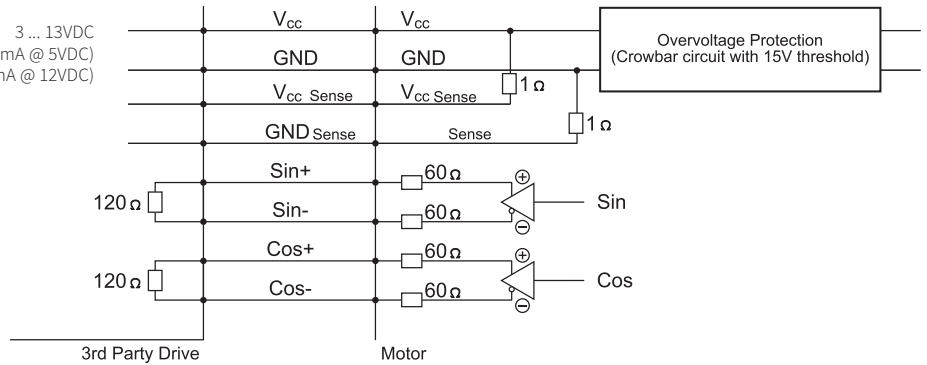 Vcc Vcc
3 ... 13VDC
mA @ 5VDC)
A @ 12VDC)
GND GND
Overvoltage Protection
(Crowbar circuit with 15V threshold)
1 Ω
Vcc Sense Vcc Sense
1 Ω
GND Sense Sense
Sin+ 60 Ω
120 Ω
Sin
Sin- 60 Ω
Cos+ 60 Ω
120 Ω
Cos
Cos- 60 Ω
3rd Party Drive Motor